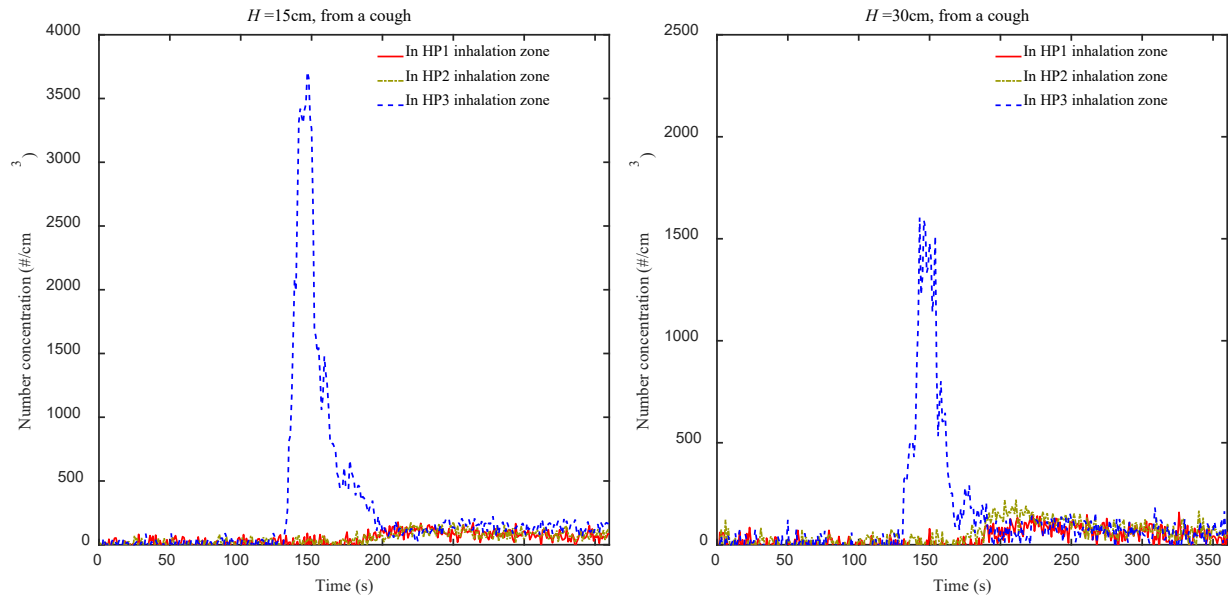 H =15cm, from a cough
4000
3500
3000
2500
2000
1500
1000
500
0
Number concentration (#/cm
3
)
In HP1 inhalation zone
In HP2 inhalation zone
In HP3 inhalation zone
0 50 100 150 200 250 300 350
Time (s)
H =30cm, from a cough
2500
2000
1500
1000
500
0
Number concentration (#/cm
3
)
In HP1 inhalation zone
In HP2 inhalation zone
In HP3 inhalation zone
0 50 100 150 200 250 300 350
Time (s)